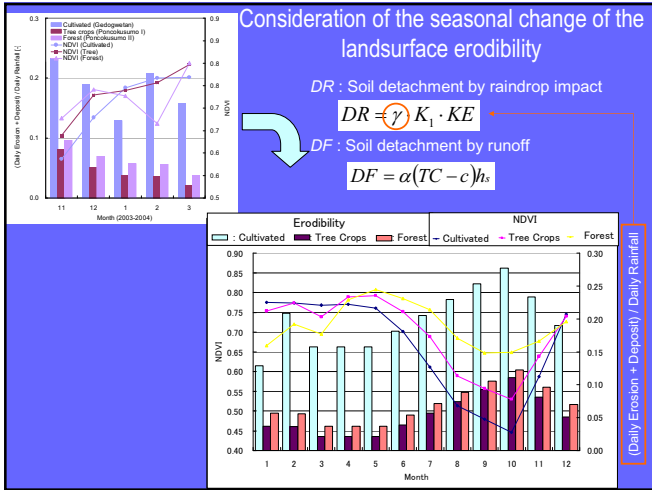 Consideration of the seasonal change of the
landsurface erodibility
Cultivated (Gedogwetan)
Tree crops (Poncokusumo I)
Forest (Poncokusumo II)
NDVI (Cultivated)
NDVI (Tree)
NDVI (Forest)
(Daily Erosion + Deposit) / Daily Rainfall [-]
0.2
0.1
0.0
0.9
0.8
0.8
0.7
0.7
0.6
0.6
0.5
NDVI
11 12 1 2 3
Month (2003-2004)
DR : Soil detachment by raindrop impact
DR = γ · K₁ · KE
DF : Soil detachment by runoff
DF = α(TC − c)hₛ
Erodibility
: Cultivated : Tree Crops : Forest
NDVI
Cultivated Tree Crops Forest
0.90
0.85
0.80
0.75
0.70
0.65
0.60
0.55
0.50
0.45
0.40
NDVI
0.30
0.25
0.20
0.15
0.10
0.05
0.00
(Daily Erosion + Deposit) / Daily Rainfall
1 2 3 4 5 6 7 8 9 10 11 12
Month